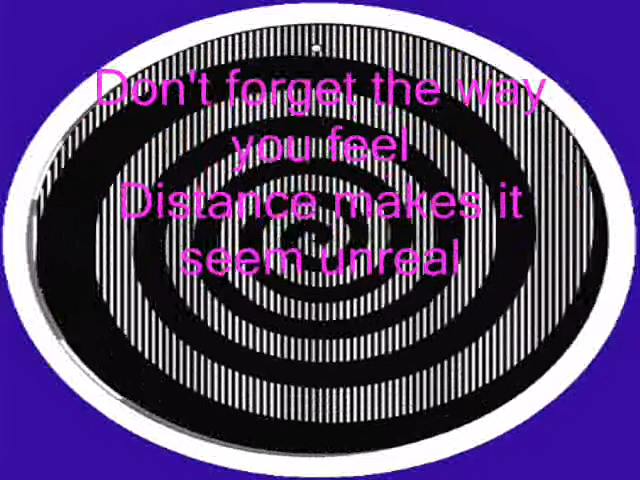 Don't forget the way
you feel
Distance makes it
seem unreal